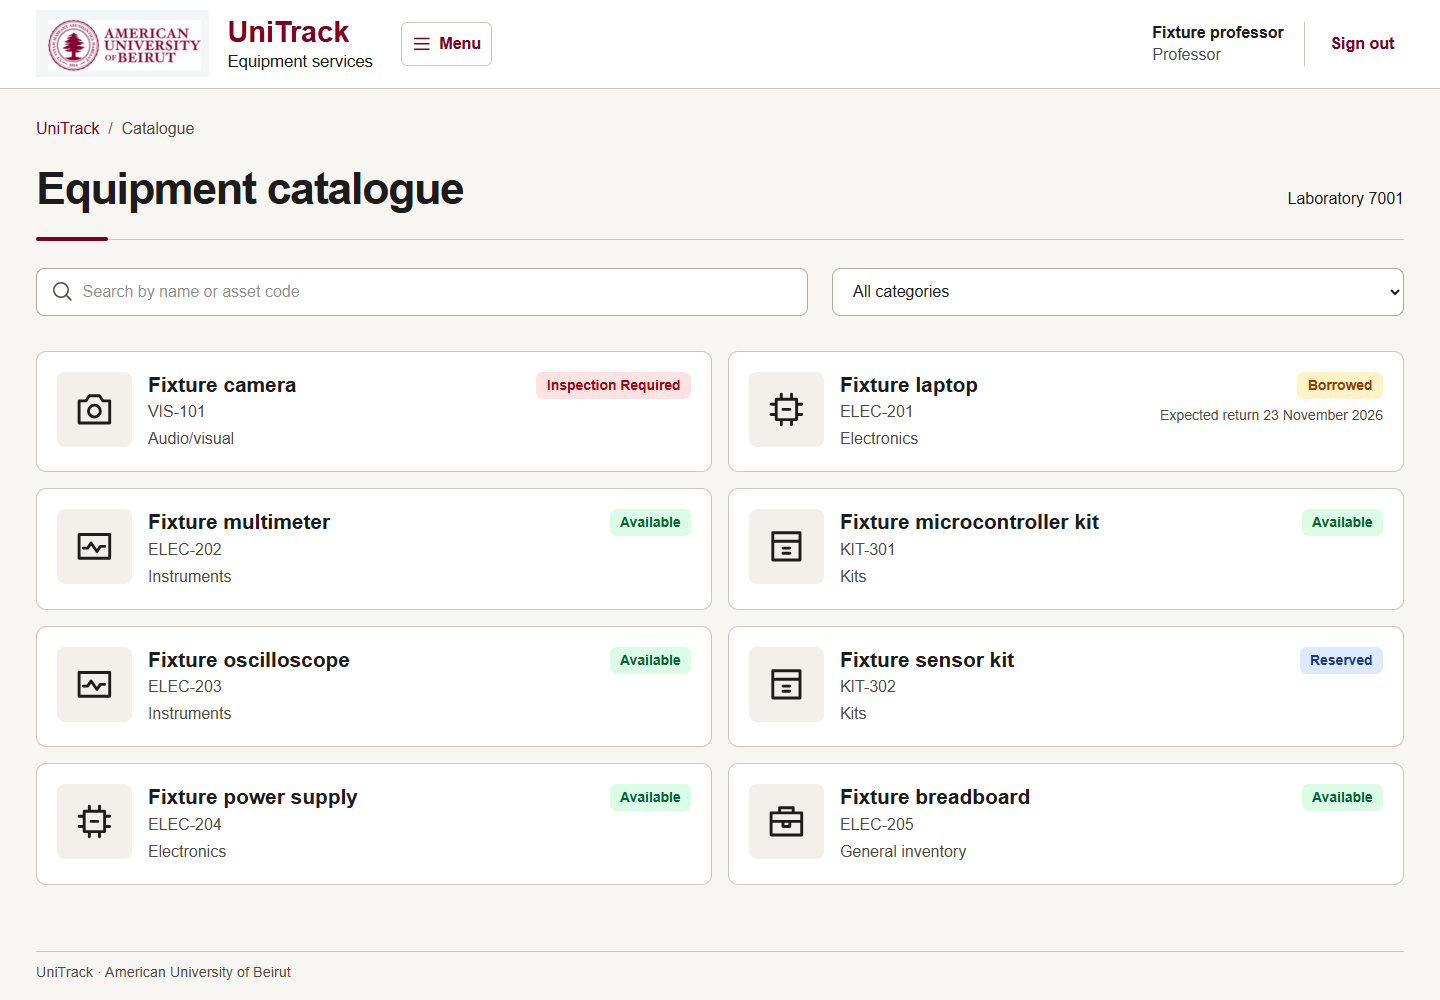 AMERICAN
UNIVERSITY
OF BEIRUT
UniTrack
Equipment services
Menu
Fixture professor
Professor
Sign out
UniTrack / Catalogue
Equipment catalogue
Laboratory 7001
Search by name or asset code
All categories
Fixture camera
Inspection Required
VIS-101
Audio/visual
Fixture laptop
Borrowed
ELEC-201
Expected return 23 November 2026
Electronics
Fixture multimeter
Available
ELEC-202
Instruments
Fixture microcontroller kit
Available
KIT-301
Kits
Fixture oscilloscope
Available
ELEC-203
Instruments
Fixture sensor kit
Reserved
KIT-302
Kits
Fixture power supply
Available
ELEC-204
Electronics
Fixture breadboard
Available
ELEC-205
General inventory
UniTrack · American University of Beirut